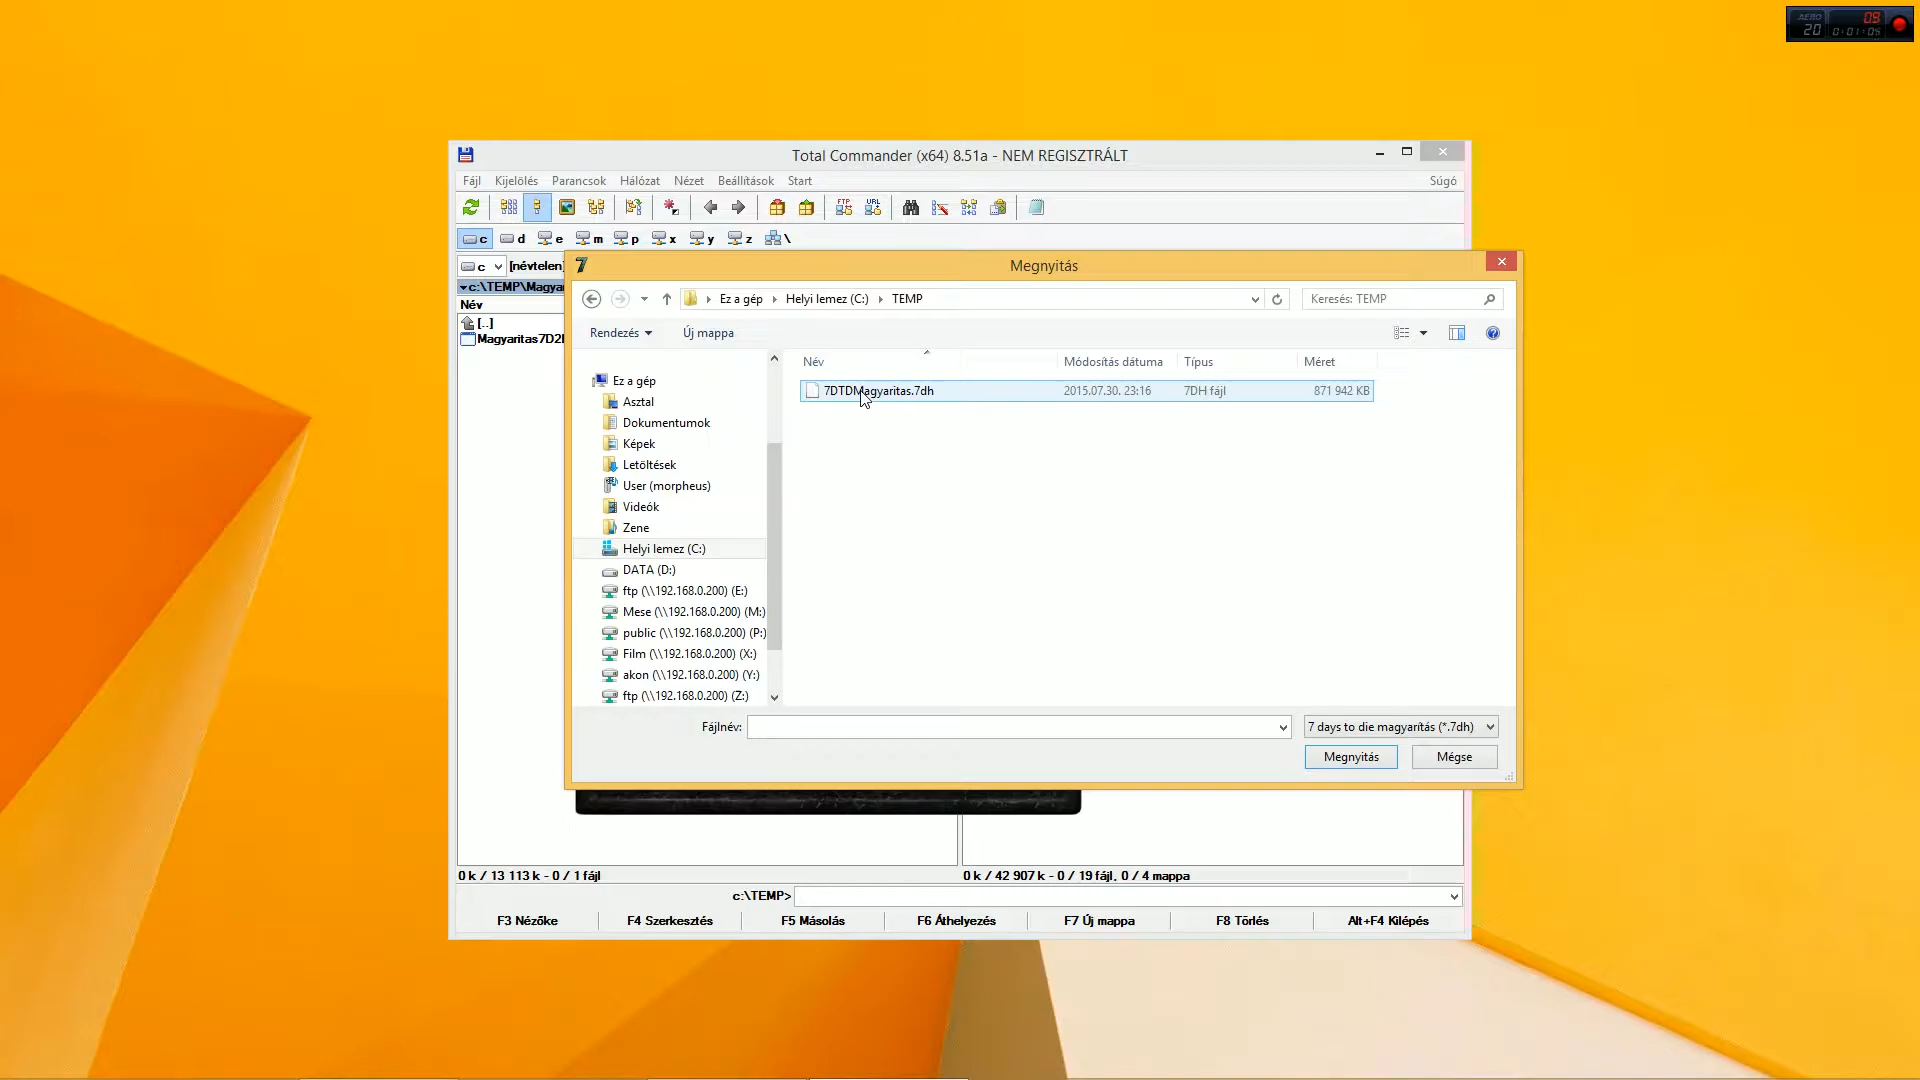 AERO
20
09
0:01:05
Total Commander (x64) 8.51a - NEM REGISZTRÁLT
Fájl Kijelölés Parancsok Hálózat Nézet Beállítások Start Súgó
FTP URL
c d e m p x y z \
c [névtelen]
c:\TEMP\Magyar
Név
[..]
Magyaritas7D2
7 Megnyitás
Ez a gép Helyi lemez (C:) TEMP
Keresés: TEMP
Rendezés Új mappa
Név Módosítás dátuma Típus Méret
7DTDMagyaritas.7dh 2015.07.30. 23:16 7DH fájl 871 942 KB
Ez a gép
Asztal
Dokumentumok
Képek
Letöltések
User (morpheus)
Videók
Zene
Helyi lemez (C:)
DATA (D:)
ftp (\\192.168.0.200) (E:)
Mese (\\192.168.0.200) (M:)
public (\\192.168.0.200) (P:)
Film (\\192.168.0.200) (X:)
akon (\\192.168.0.200) (Y:)
ftp (\\192.168.0.200) (Z:)
Fájlnév:
7 days to die magyarítás (*.7dh)
Megnyitás Mégse
0 k / 13 113 k - 0 / 1 fájl
0 k / 42 907 k - 0 / 19 fájl, 0 / 4 mappa
c:\TEMP>
F3 Nézőke F4 Szerkesztés F5 Másolás F6 Áthelyezés F7 Új mappa F8 Törlés Alt+F4 Kilépés